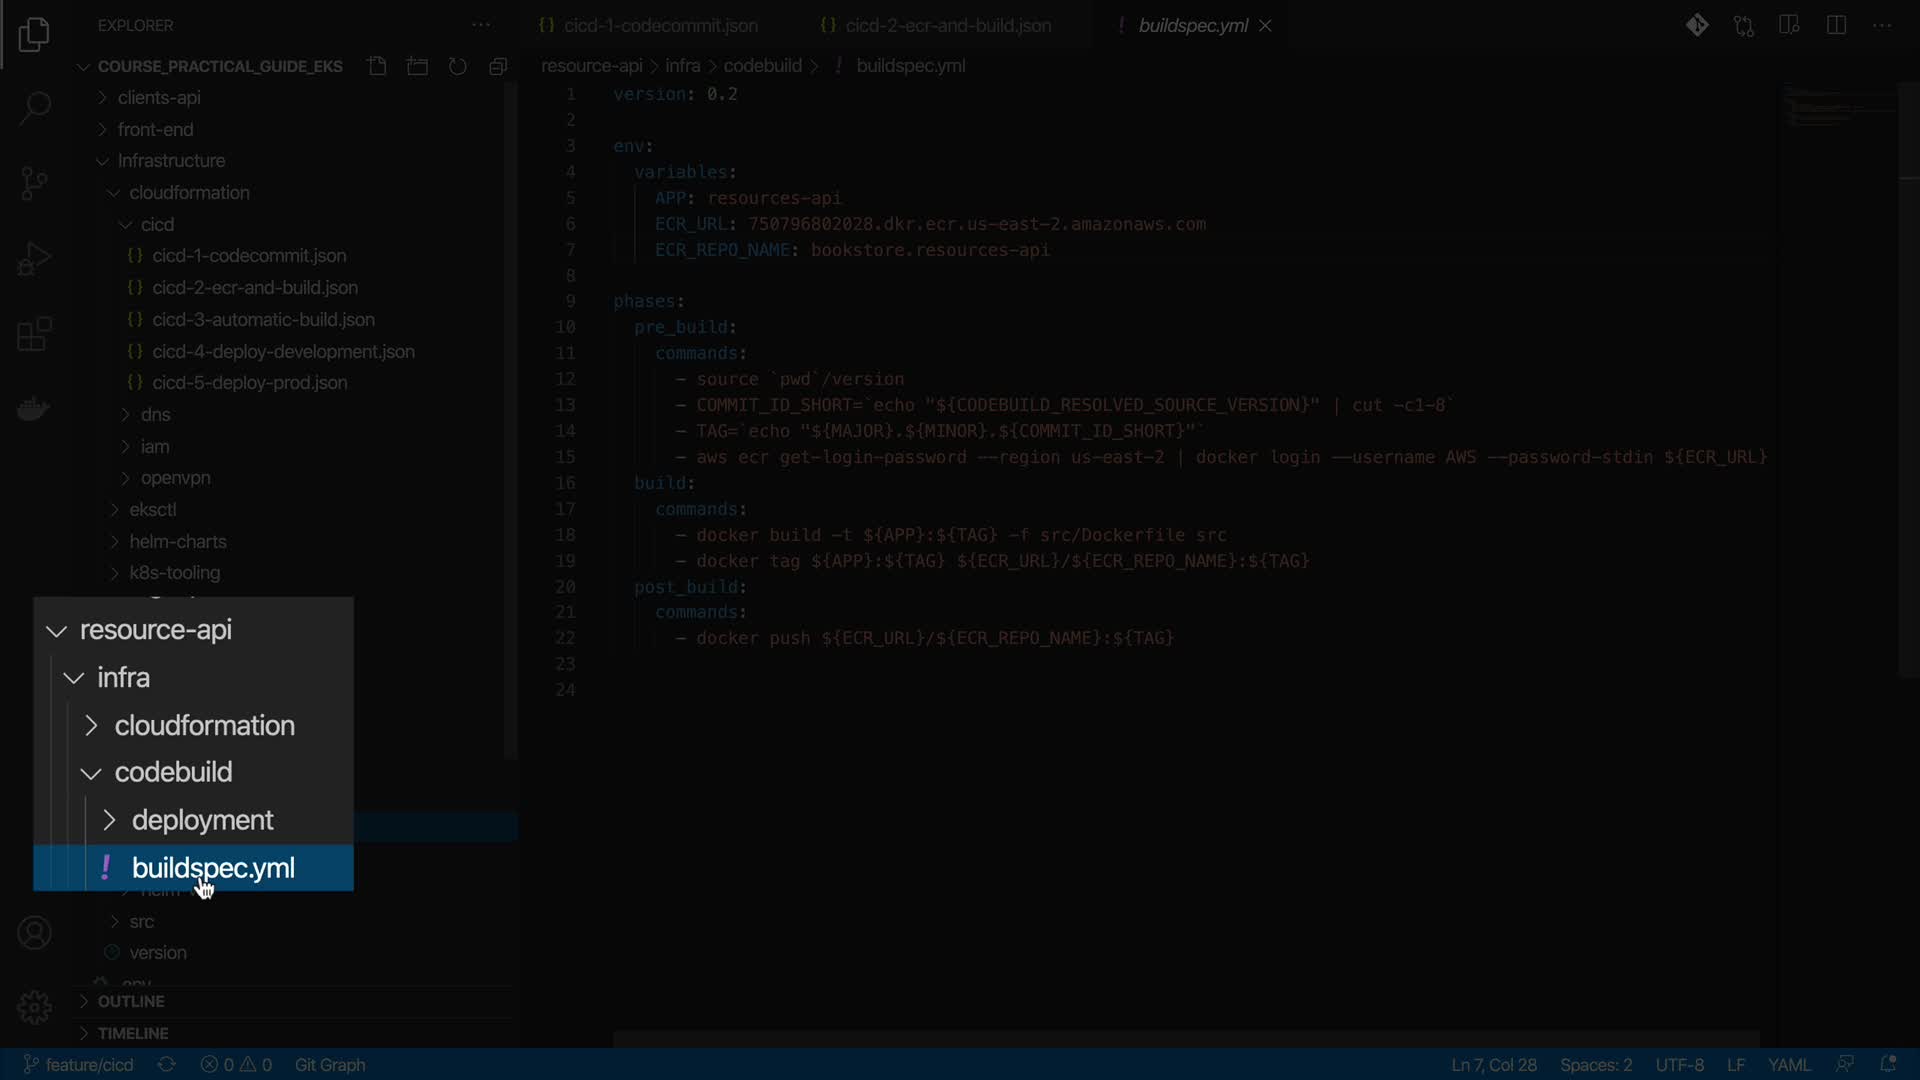 EXPLORER
COURSE_PRACTICAL_GUIDE_EKS
clients-api
front-end
Infrastructure
cloudformation
cicd
cicd-1-codecommit.json
cicd-2-ecr-and-build.json
cicd-3-automatic-build.json
cicd-4-deploy-development.json
cicd-5-deploy-prod.json
dns
iam
openvpn
eksctl
helm-charts
k8s-tooling
resource-api
infra
cloudformation
codebuild
deployment
! buildspec.yml
src
version
OUTLINE
TIMELINE
{} cicd-1-codecommit.json {} cicd-2-ecr-and-build.json ! buildspec.yml
resource-api > infra > codebuild > ! buildspec.yml
1 version: 0.2
2
3 env:
4 variables:
5 APP: resources-api
6 ECR_URL: 750796802028.dkr.ecr.us-east-2.amazonaws.com
7 ECR_REPO_NAME: bookstore.resources-api
8
9 phases:
10 pre_build:
11 commands:
12 - source `pwd`/version
13 - COMMIT_ID_SHORT=`echo "${CODEBUILD_RESOLVED_SOURCE_VERSION}" | cut -c1-8`
14 - TAG=`echo "${MAJOR}.${MINOR}.${COMMIT_ID_SHORT}"`
15 - aws ecr get-login-password --region us-east-2 | docker login --username AWS --password-stdin ${ECR_URL}
16 build:
17 commands:
18 - docker build -t ${APP}:${TAG} -f src/Dockerfile src
19 - docker tag ${APP}:${TAG} ${ECR_URL}/${ECR_REPO_NAME}:${TAG}
20 post_build:
21 commands:
22 - docker push ${ECR_URL}/${ECR_REPO_NAME}:${TAG}
23
24
feature/cicd 0 0 Git Graph Ln 7, Col 28 Spaces: 2 UTF-8 LF YAML